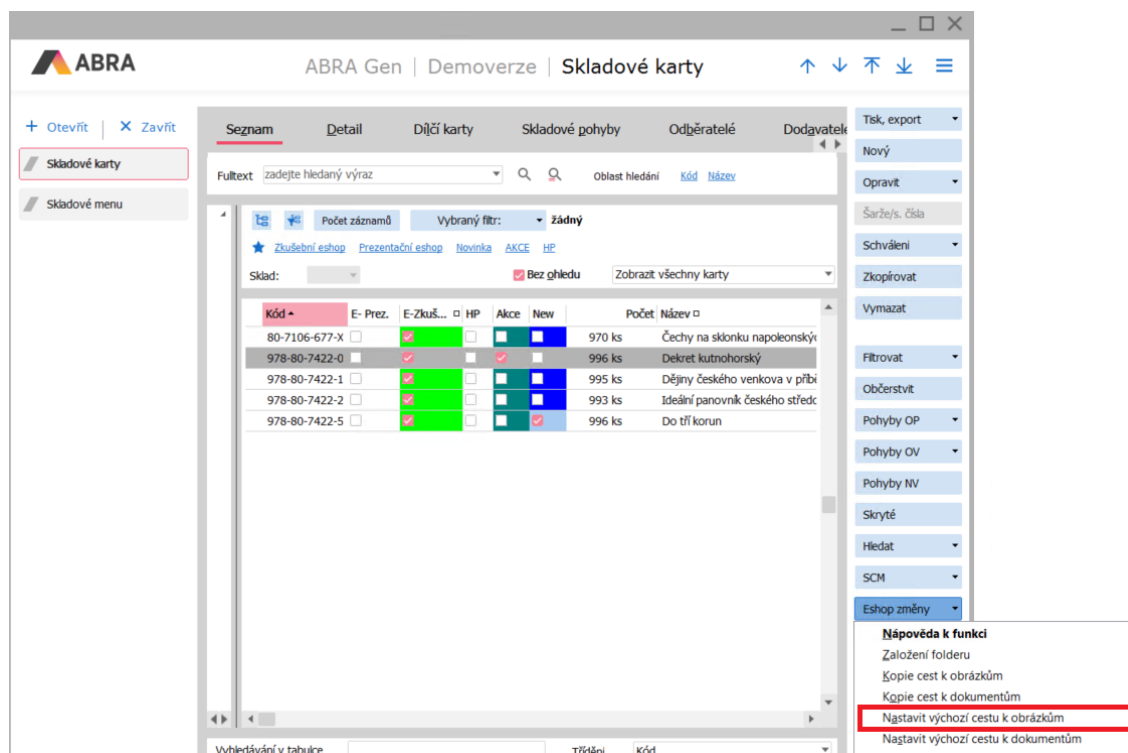 ABRA
ABRA Gen | Demoverze | Skladové karty
+ Otevřít | X Zavřít
Skladové karty
Skladové menu
Seznam Detail Dílčí karty Skladové pohyby Odběratelé Dodavatelé
Fulltext zadejte hledaný výraz Oblast hledání Kód Název
Počet záznamů Vybraný filtr: žádný
Zkušební eshop Prezentační eshop Novinka AKCE HP
Sklad: Bez ohledu Zobrazit všechny karty
Kód E- Prez. E-Zkuš... HP Akce New Počet Název
80-7106-677-X 970 ks Čechy na sklonku napoleonskýc
978-80-7422-0 996 ks Dekret kutnohorský
978-80-7422-1 995 ks Dějiny českého venkova v příbě
978-80-7422-2 993 ks Ideální panovník českého středo
978-80-7422-5 996 ks Do tří korun
Vyhledávání v tabulce Třídění Kód
Tisk, export
Nový
Opravit
Šarže/s. čísla
Schváleni
Zkopírovat
Vymazat
Filtrovat
Občerstvit
Pohyby OP
Pohyby OV
Pohyby NV
Skryté
Hledat
SCM
Eshop změny
Nápověda k funkci
Založení folderu
Kopie cest k obrázkům
Kopie cest k dokumentům
Nastavit výchozí cestu k obrázkům
Nastavit výchozí cestu k dokumentům